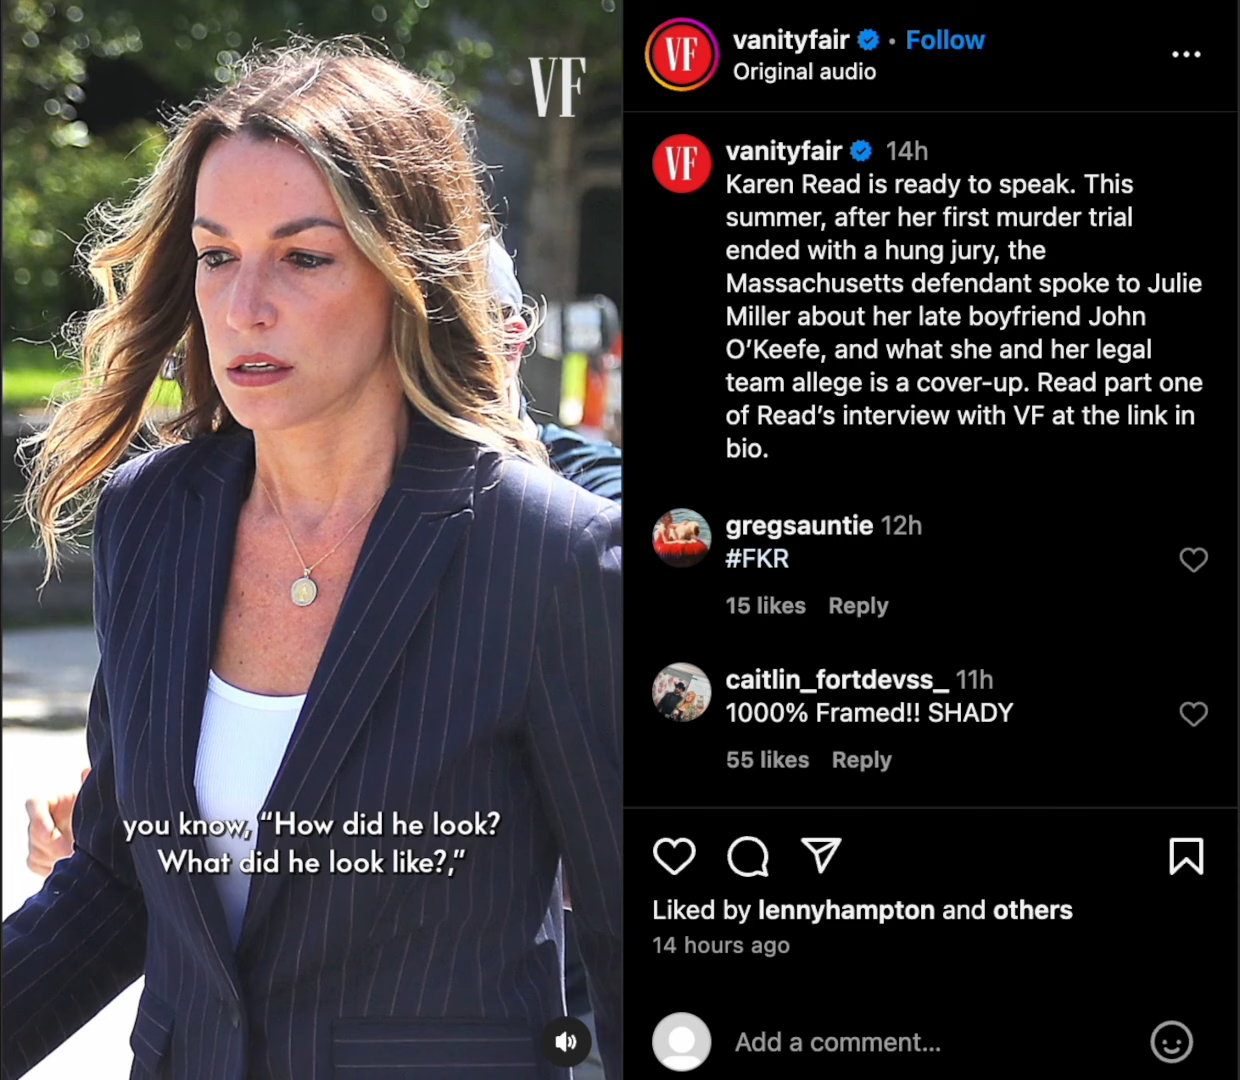 VF
you know, “How did he look?
What did he look like?,”
VF
vanityfair • Follow
Original audio
VF
vanityfair 14h
Karen Read is ready to speak. This
summer, after her first murder trial
ended with a hung jury, the
Massachusetts defendant spoke to Julie
Miller about her late boyfriend John
O’Keefe, and what she and her legal
team allege is a cover-up. Read part one
of Read’s interview with VF at the link in
bio.
gregsauntie 12h
#FKR
15 likes Reply
caitlin_fortdevss_ 11h
1000% Framed!! SHADY
55 likes Reply
Liked by lennyhampton and others
14 hours ago
Add a comment...